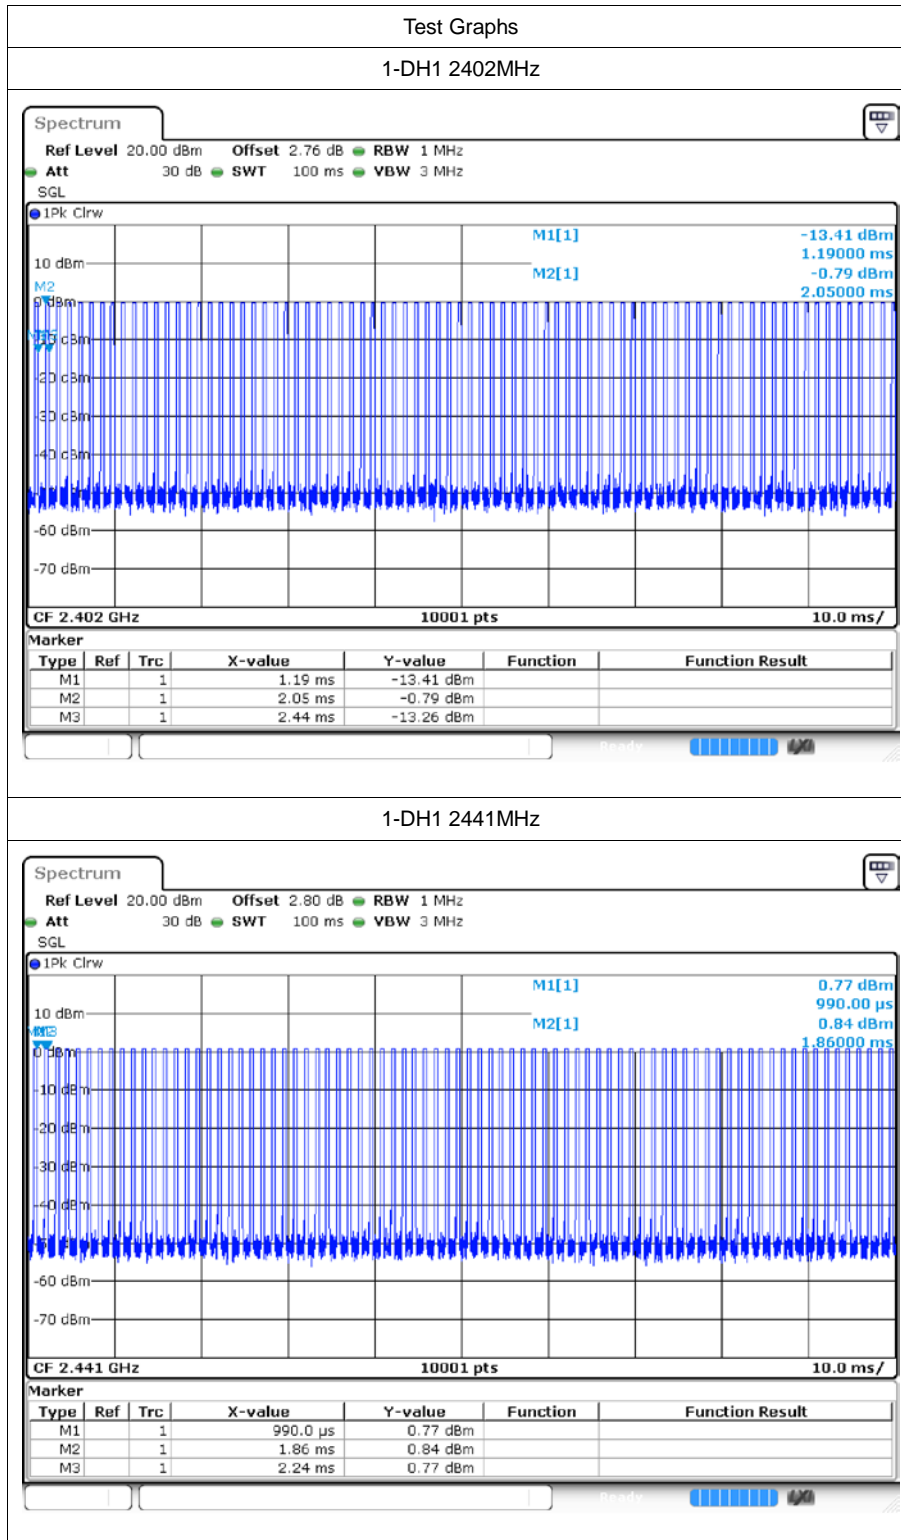 Test Graphs
1-DH1 2402MHz
Spectrum
Ref Level 20.00 dBm Offset 2.76 dB RBW 1 MHz
Att 30 dB SWT 100 ms VBW 3 MHz
SGL
1Pk Clrw
M1[1] -13.41 dBm
1.19000 ms
10 dBm
M2[1] -0.79 dBm
2.05000 ms
M2
0 dBm
-20 dBm
-30 dBm
-40 dBm
-60 dBm
-70 dBm
CF 2.402 GHz 10001 pts 10.0 ms/
Marker
Type Ref Trc X-value Y-value Function Function Result
M1 1 1.19 ms -13.41 dBm
M2 1 2.05 ms -0.79 dBm
M3 1 2.44 ms -13.26 dBm
Ready
1-DH1 2441MHz
Spectrum
Ref Level 20.00 dBm Offset 2.80 dB RBW 1 MHz
Att 30 dB SWT 100 ms VBW 3 MHz
SGL
1Pk Clrw
M1[1] 0.77 dBm
990.00 µs
10 dBm
M2[1] 0.84 dBm
1.86000 ms
0 dBm
-10 dBm
-20 dBm
-30 dBm
-40 dBm
-60 dBm
-70 dBm
CF 2.441 GHz 10001 pts 10.0 ms/
Marker
Type Ref Trc X-value Y-value Function Function Result
M1 1 990.0 µs 0.77 dBm
M2 1 1.86 ms 0.84 dBm
M3 1 2.24 ms 0.77 dBm
Ready